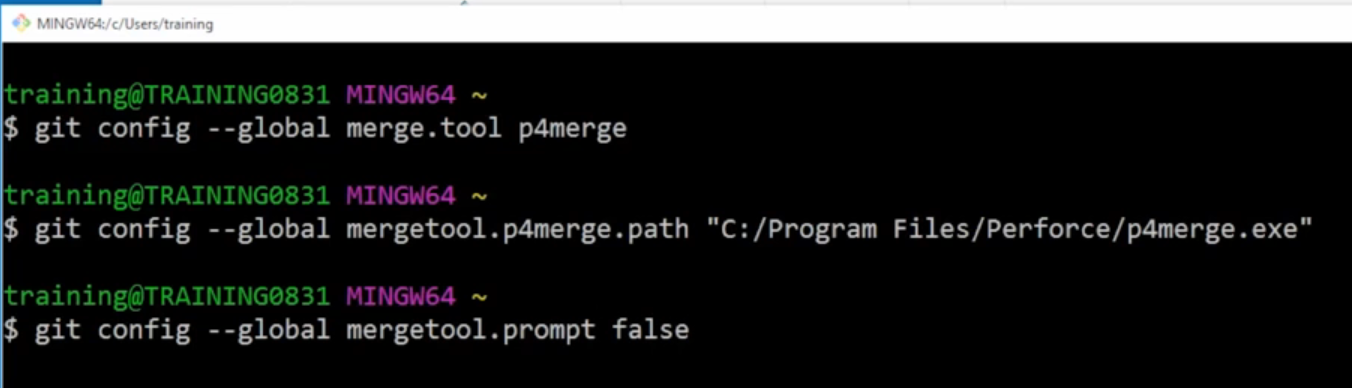 MINGW64:/c/Users/training
training@TRAINING0831 MINGW64 ~
$ git config --global merge.tool p4merge
training@TRAINING0831 MINGW64 ~
$ git config --global mergetool.p4merge.path "C:/Program Files/Perforce/p4merge.exe"
training@TRAINING0831 MINGW64 ~
$ git config --global mergetool.prompt false